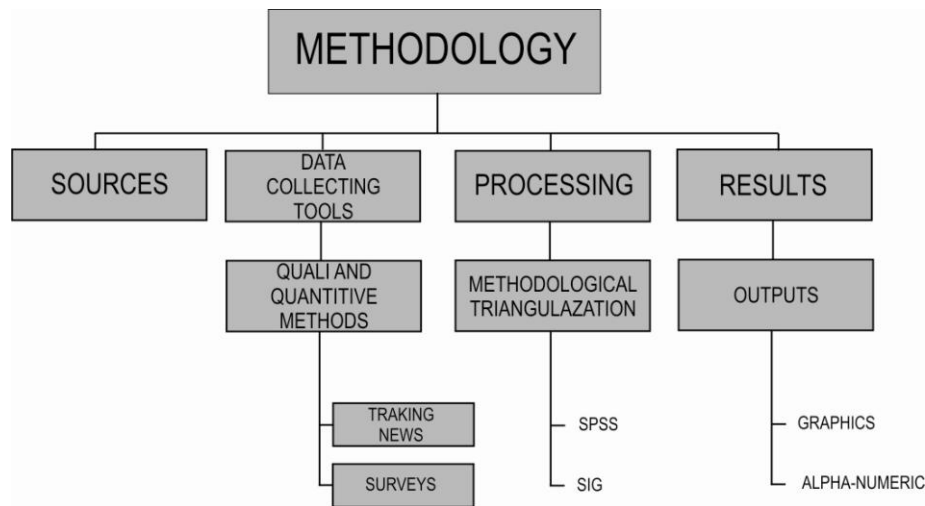 METHODOLOGY
SOURCES
DATA
COLLECTING
TOOLS
PROCESSING
RESULTS
QUALI AND
QUANTITIVE
METHODS
METHODOLOGICAL
TRIANGULAZATION
OUTPUTS
TRAKING
NEWS
SURVEYS
SPSS
SIG
GRAPHICS
ALPHA-NUMERIC